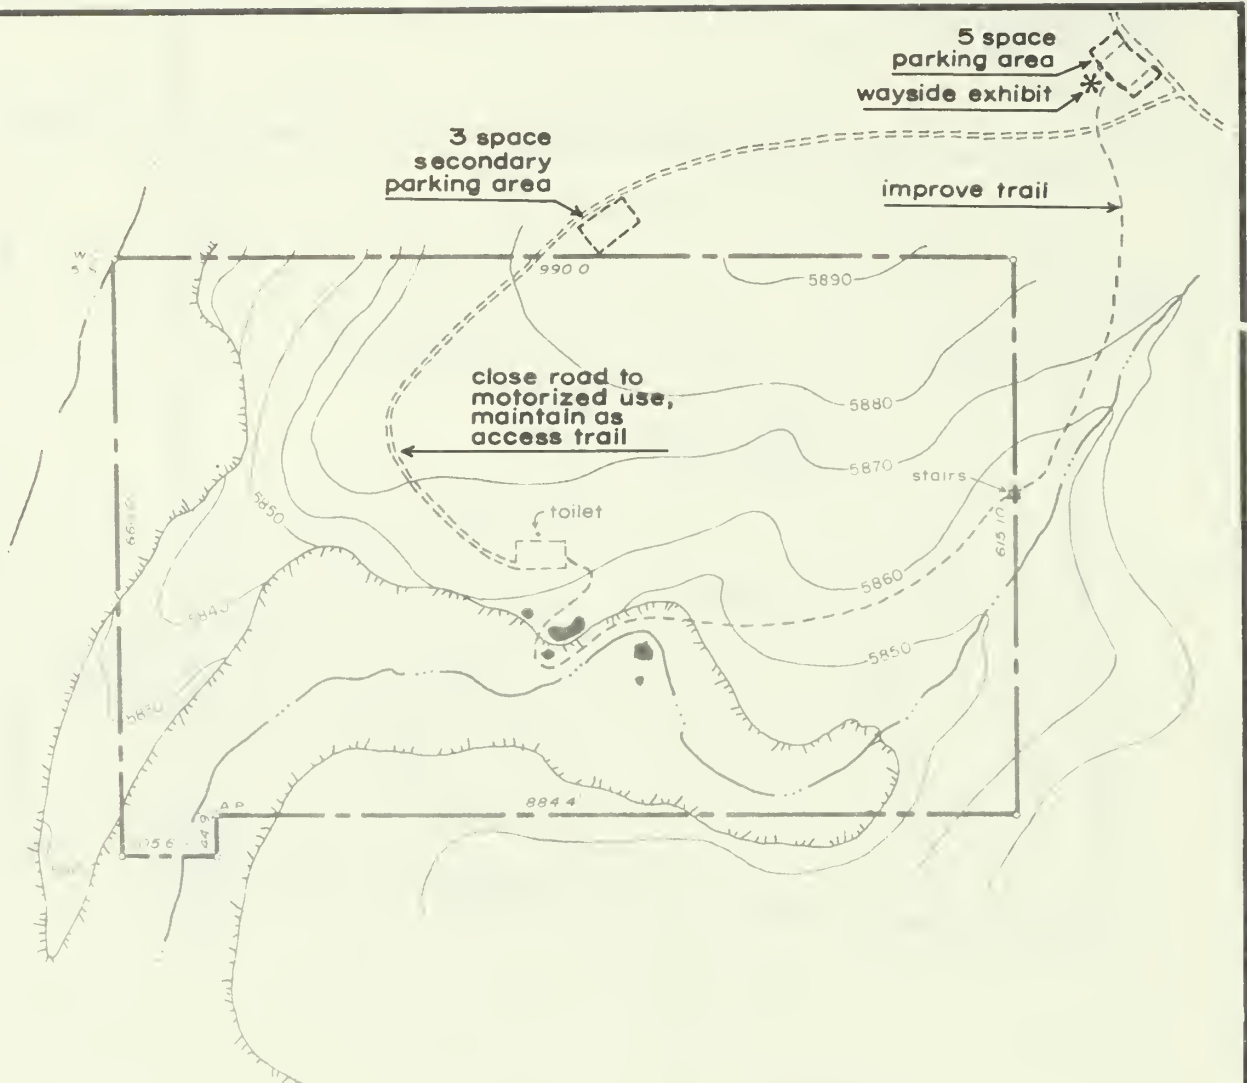 5 space
parking area
wayside exhibit
3 space
secondary
parking area
improve trail
990 0
5890
close road to
motorized use,
maintain as
access trail
5880
5870
stairs
5850
toilet
615.10
5860
5840
5850
5830
A.P.
884.4'
44.9